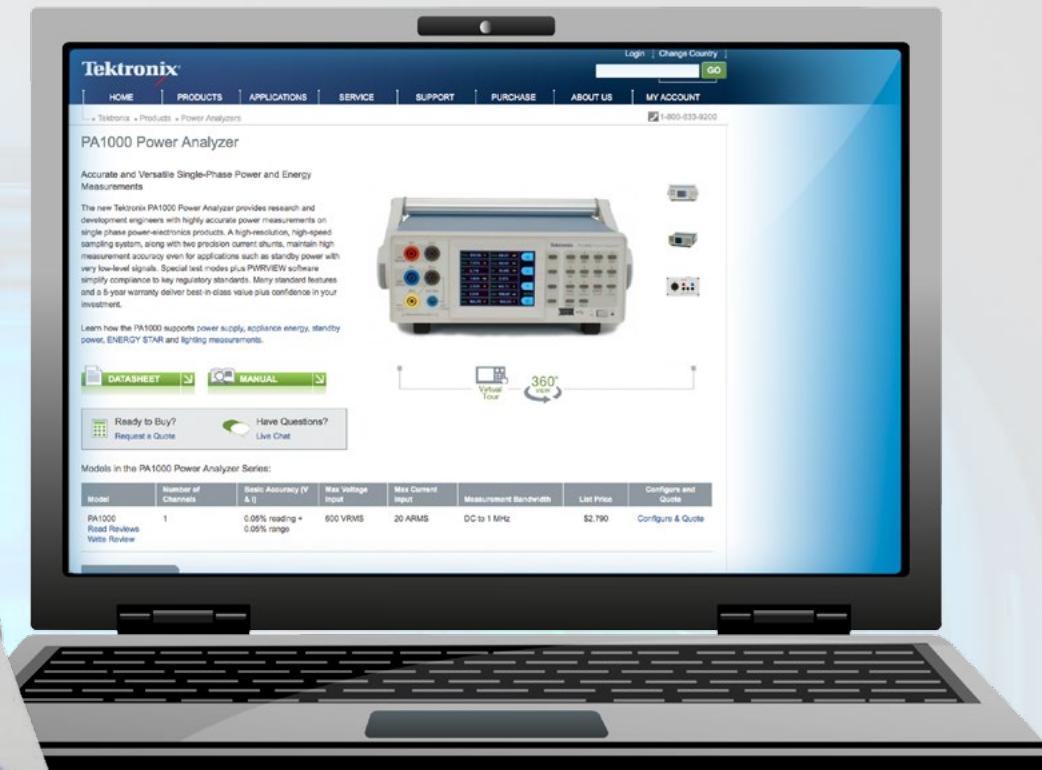 Login | Change Country
Tektronix
GO
HOME PRODUCTS APPLICATIONS SERVICE SUPPORT PURCHASE ABOUT US MY ACCOUNT
Tektronix Products Power Analyzers
1-800-833-9200
PA1000 Power Analyzer
Accurate and Versatile Single-Phase Power and Energy
Measurements
The new Tektronix PA1000 Power Analyzer provides research and
development engineers with highly accurate power measurements on
single phase power-electronics products. A high-resolution, high-speed
sampling system, along with two precision current shunts, maintain high
measurement accuracy even for applications such as standby power with
very low-level signals. Special test modes plus PWRVIEW software
simplify compliance to key regulatory standards. Many standard features
and a 5-year warranty deliver best-in class value plus confidence in your
investment.
Learn how the PA1000 supports power supply, appliance energy, standby
power, ENERGY STAR and lighting measurements.
Tektronix
DATASHEET MANUAL
Virtual
Tour
360°
VIEW
Ready to Buy?
Request a Quote
Have Questions?
Live Chat
Models in the PA1000 Power Analyzer Series:
Model Number of Channels Basic Accuracy (V & I) Max Voltage Input Max Current Input Measurement Bandwidth List Price Configure and Quote
PA1000 1 0.05% reading + 0.05% range 600 VRMS 20 ARMS DC to 1 MHz $2,790 Configure & Quote
Read Reviews
Write Review